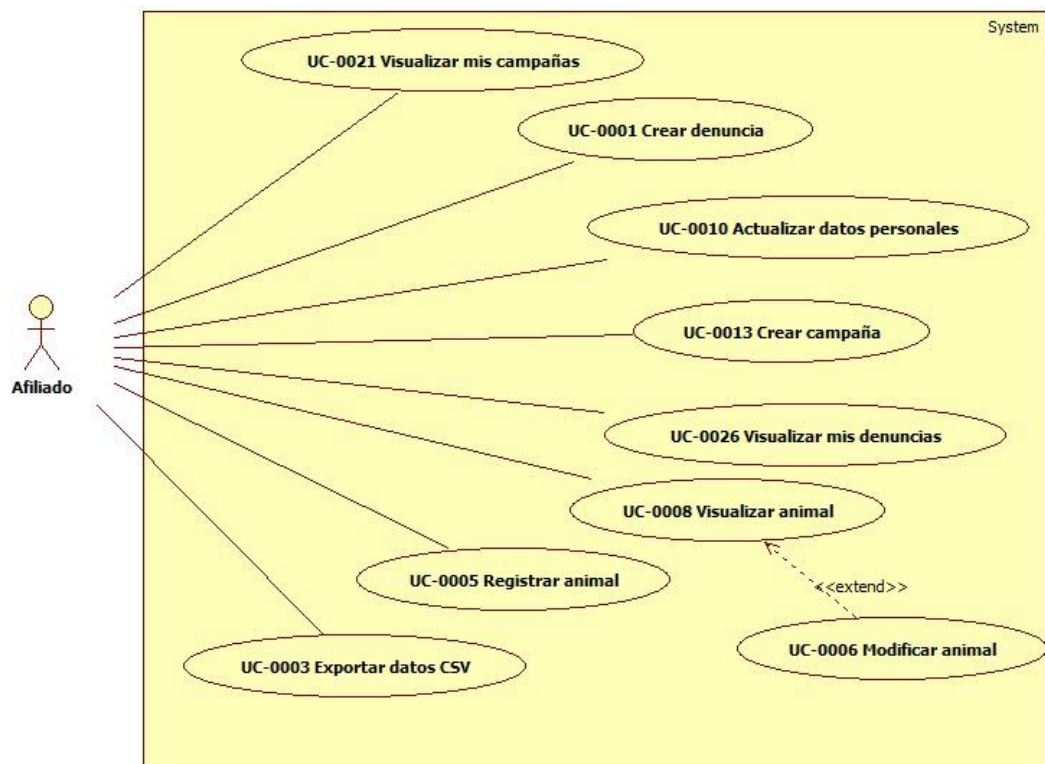 System
UC-0021 Visualizar mis campañas
UC-0001 Crear denuncia
UC-0010 Actualizar datos personales
UC-0013 Crear campaña
Afiliado
UC-0026 Visualizar mis denuncias
UC-0008 Visualizar animal
UC-0005 Registrar animal
<<extend>>
UC-0006 Modificar animal
UC-0003 Exportar datos CSV